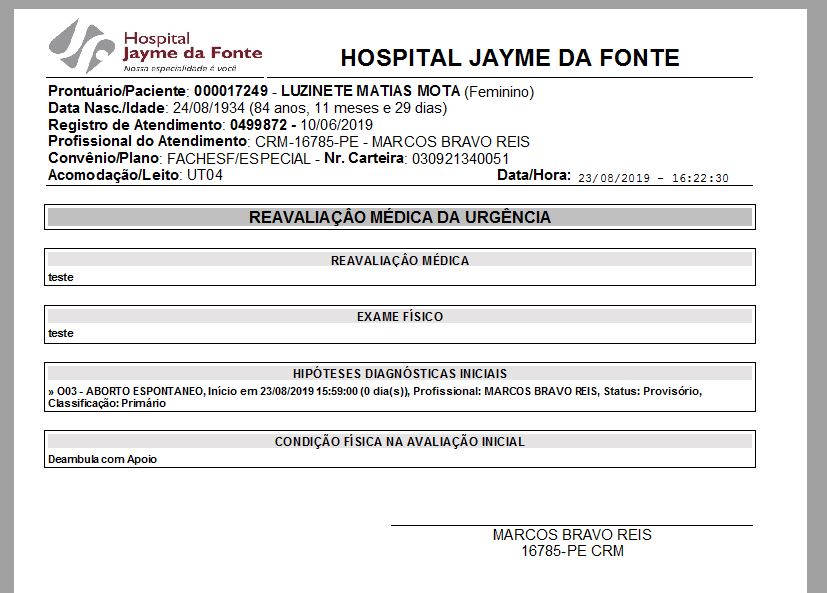 Hospital
Jayme da Fonte
Nossa especialidade é você
HOSPITAL JAYME DA FONTE
Prontuário/Paciente: 000017249 - LUZINETE MATIAS MOTA (Feminino)
Data Nasc./Idade: 24/08/1934 (84 anos, 11 meses e 29 dias)
Registro de Atendimento: 0499872 - 10/06/2019
Profissional do Atendimento: CRM-16785-PE - MARCOS BRAVO REIS
Convênio/Plano: FACHESF/ESPECIAL - Nr. Carteira: 030921340051
Acomodação/Leito: UT04 Data/Hora: 23/08/2019 - 16:22:30
REAVALIAÇÂO MÉDICA DA URGÊNCIA
REAVALIAÇÂO MÉDICA
teste
EXAME FÍSICO
teste
HIPÓTESES DIAGNÓSTICAS INICIAIS
» O03 - ABORTO ESPONTANEO, Início em 23/08/2019 15:59:00 (0 dia(s)), Profissional: MARCOS BRAVO REIS, Status: Provisório,
Classificação: Primário
CONDIÇÃO FÍSICA NA AVALIAÇÃO INICIAL
Deambula com Apoio
MARCOS BRAVO REIS
16785-PE CRM